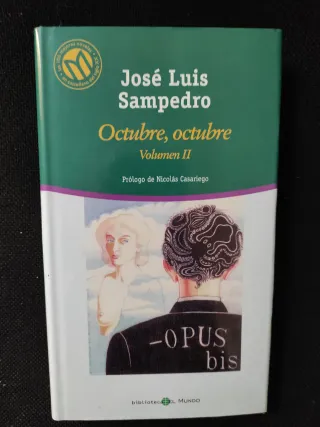 José Luis
Sampedro
Octubre, octubre
Volumen II
Prólogo de Nicolás Casariego
-OPUS
bis
biblioteca EL MUNDO